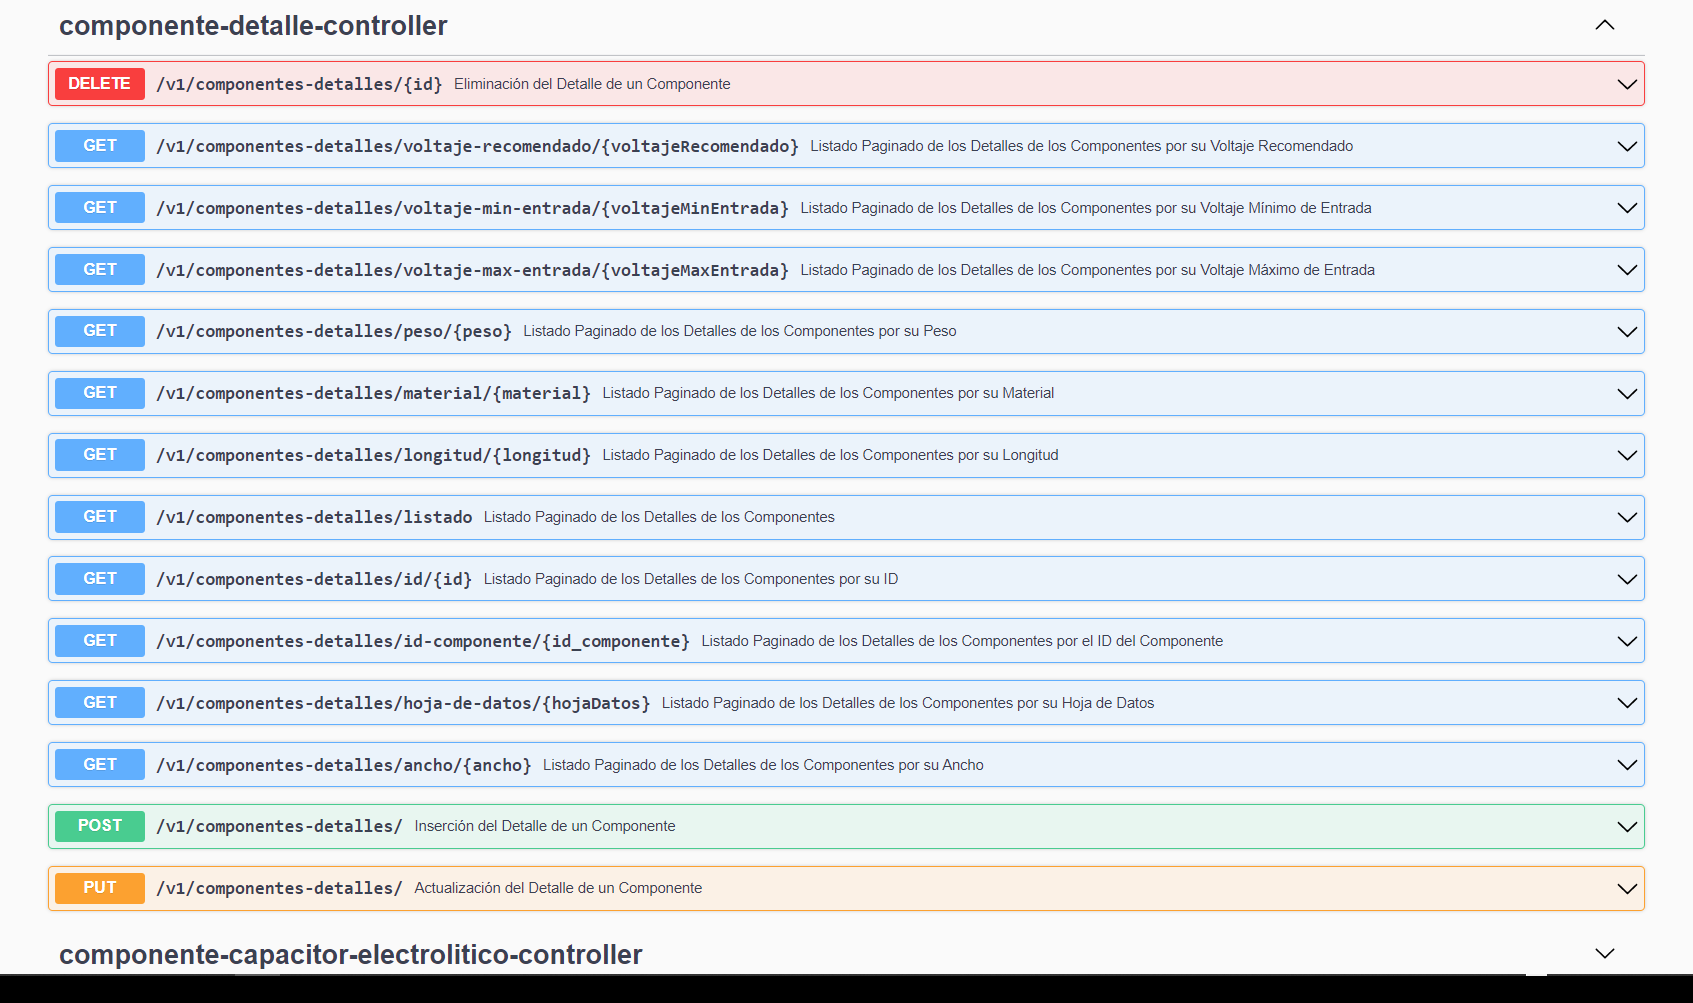 componente-detalle-controller
DELETE /v1/componentes-detalles/{id} Eliminación del Detalle de un Componente
GET /v1/componentes-detalles/voltaje-recomendado/{voltajeRecomendado} Listado Paginado de los Detalles de los Componentes por su Voltaje Recomendado
GET /v1/componentes-detalles/voltaje-min-entrada/{voltajeMinEntrada} Listado Paginado de los Detalles de los Componentes por su Voltaje Mínimo de Entrada
GET /v1/componentes-detalles/voltaje-max-entrada/{voltajeMaxEntrada} Listado Paginado de los Detalles de los Componentes por su Voltaje Máximo de Entrada
GET /v1/componentes-detalles/peso/{peso} Listado Paginado de los Detalles de los Componentes por su Peso
GET /v1/componentes-detalles/material/{material} Listado Paginado de los Detalles de los Componentes por su Material
GET /v1/componentes-detalles/longitud/{longitud} Listado Paginado de los Detalles de los Componentes por su Longitud
GET /v1/componentes-detalles/listado Listado Paginado de los Detalles de los Componentes
GET /v1/componentes-detalles/id/{id} Listado Paginado de los Detalles de los Componentes por su ID
GET /v1/componentes-detalles/id-componente/{id_componente} Listado Paginado de los Detalles de los Componentes por el ID del Componente
GET /v1/componentes-detalles/hoja-de-datos/{hojaDatos} Listado Paginado de los Detalles de los Componentes por su Hoja de Datos
GET /v1/componentes-detalles/ancho/{ancho} Listado Paginado de los Detalles de los Componentes por su Ancho
POST /v1/componentes-detalles/ Inserción del Detalle de un Componente
PUT /v1/componentes-detalles/ Actualización del Detalle de un Componente
componente-capacitor-electrolitico-controller